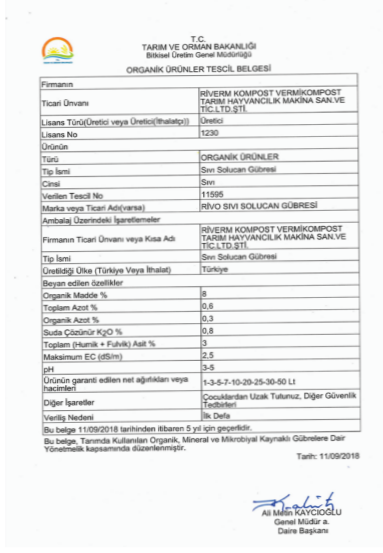 T.C.
TARIM VE ORMAN BAKANLIĞI
Bitkisel Üretim Genel Müdürlüğü
ORGANİK ÜRÜNLER TESCİL BELGESİ
Firmanın
Ticari Ünvanı
RİVERM KOMPOST VERMİKOMPOST
TARIM HAYVANCILIK MAKİNA SAN.VE
TİC.LTD.ŞTİ.
Lisans Türü(Üretici veya Üretici(İthalatçı)) Üretici
Lisans No 1230
Ürünün
Türü ORGANİK ÜRÜNLER
Tip İsmi Sıvı Solucan Gübresi
Cinsi Sıvı
Verilen Tescil No 11595
Marka veya Ticari Adı(varsa) RİVO SIVI SOLUCAN GÜBRESİ
Ambalaj Üzerindeki İşaretlemeler
Firmanın Ticari Ünvanı veya Kısa Adı
RİVERM KOMPOST VERMİKOMPOST
TARIM HAYVANCILIK MAKİNA SAN.VE
TİC.LTD.ŞTİ.
Tip İsmi Sıvı Solucan Gübresi
Üretildiği Ülke (Türkiye Veya İthalat) Türkiye
Beyan edilen özellikler
Organik Madde % 8
Toplam Azot % 0,6
Organik Azot % 0,3
Suda Çözünür K2O % 0,8
Toplam (Humik + Fulvik) Asit % 3
Maksimum EC (dS/m) 2,5
pH 3-5
Ürünün garanti edilen net ağırlıkları veya
hacimleri
1-3-5-7-10-20-25-30-50 Lt
Diğer İşaretler
Çocuklardan Uzak Tutunuz, Diğer Güvenlik
Tedbirleri
Veriliş Nedeni İlk Defa
Bu belge 11/09/2018 tarihinden itibaren 5 yıl için geçerlidir.
Bu belge, Tarımda Kullanılan Organik, Mineral ve Mikrobiyal Kaynaklı Gübrelere Dair
Yönetmelik kapsamında düzenlenmiştir.
Tarih: 11/09/2018
Ali Metin KAYCIOĞLU
Genel Müdür a.
Daire Başkanı